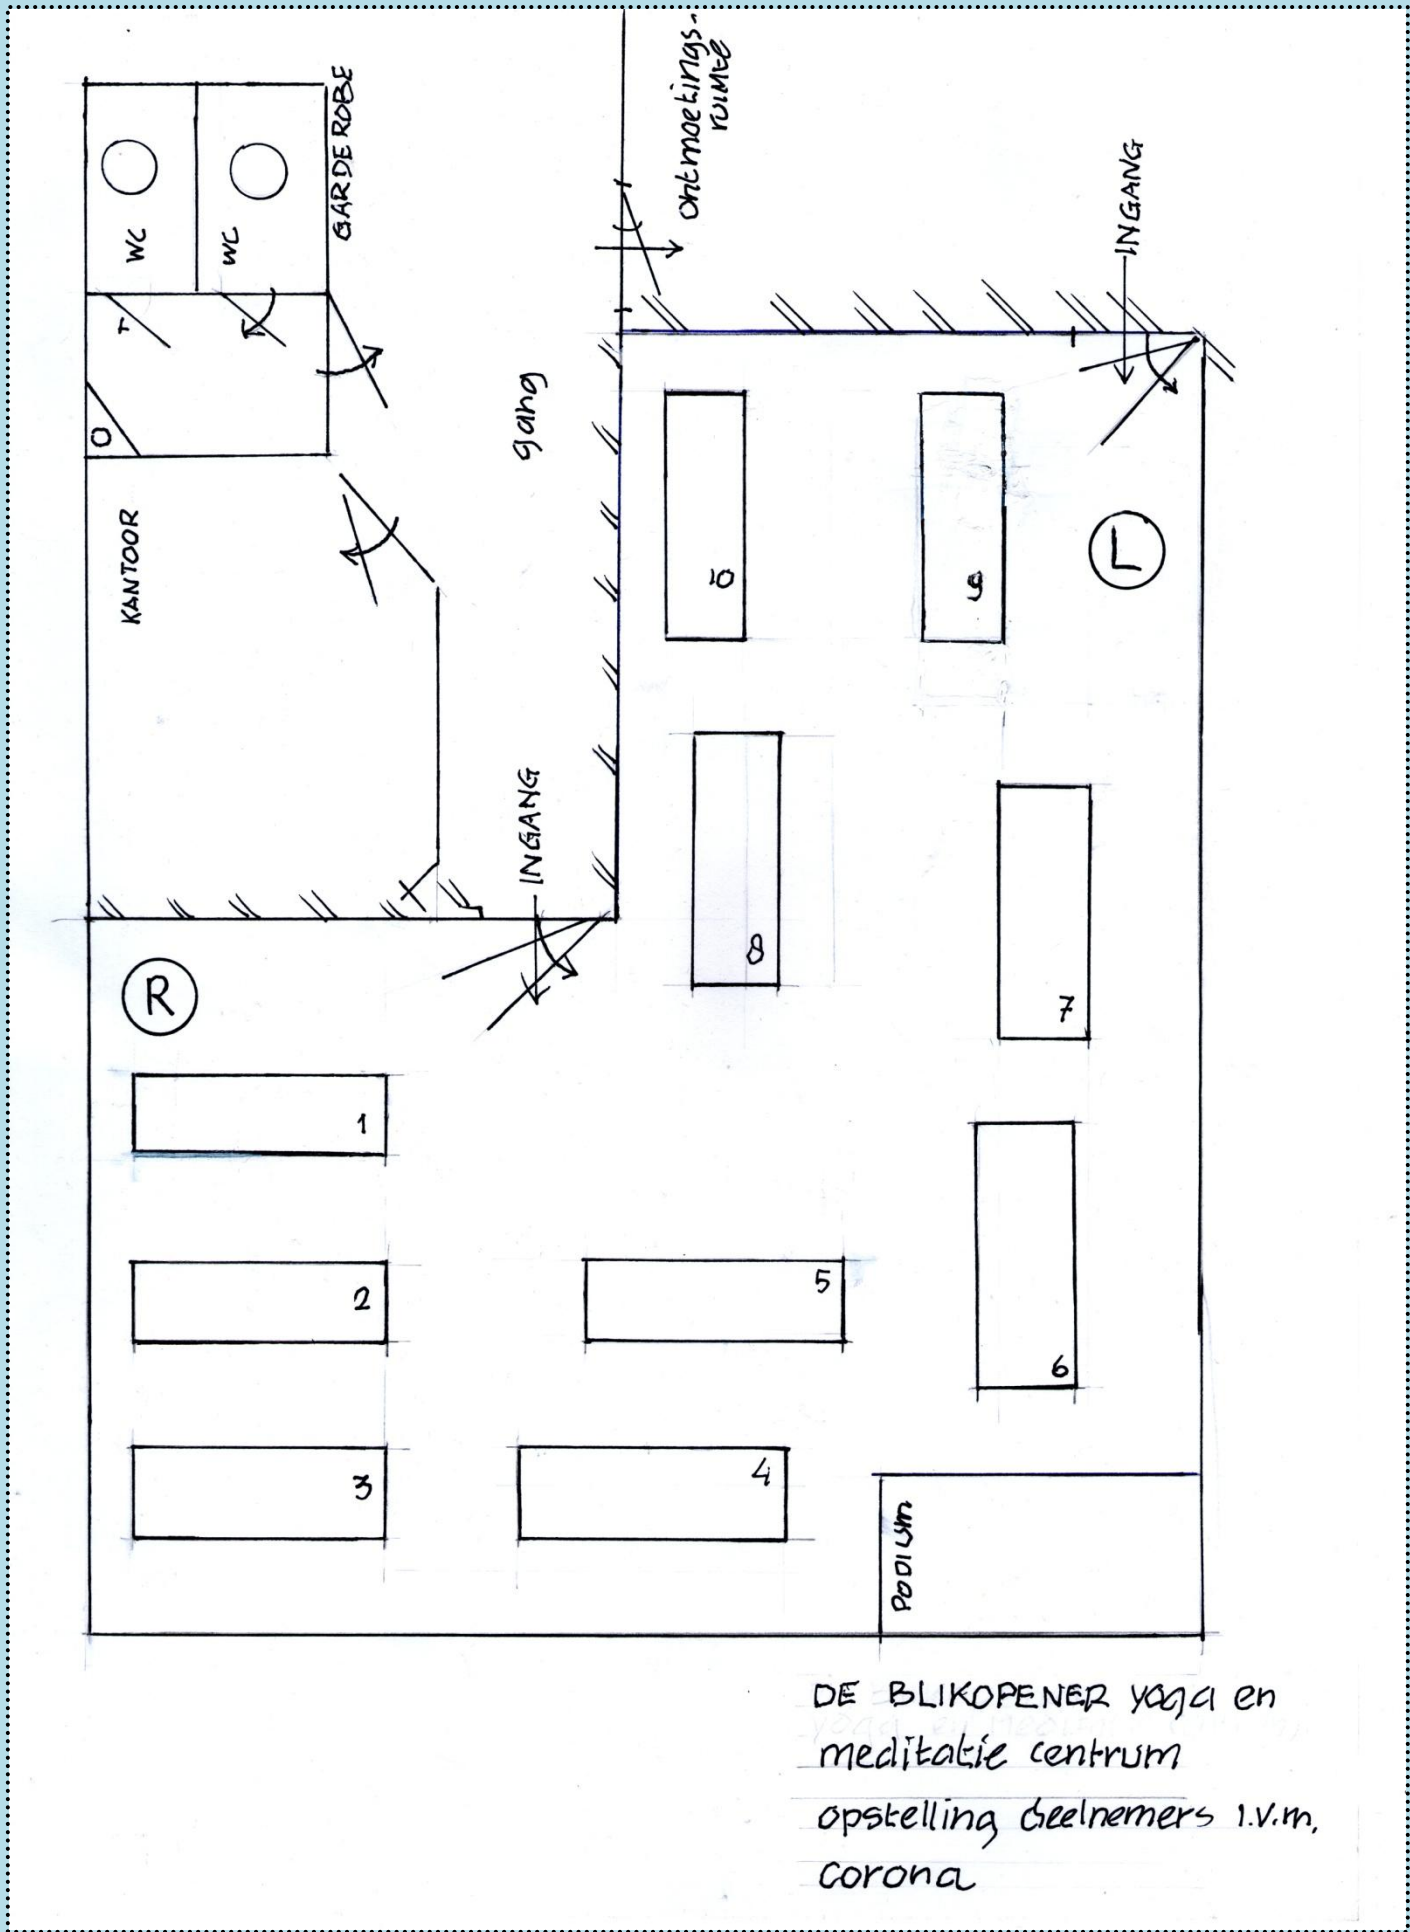 GARDEROBE
WC
WC
T
O
KANTOOR
gang
ontmoetings-
ruimte
INGANG
INGANG
L
R
10
9
8
7
1
2
5
6
3
4
PODIUM
DE BLIKOPENER yoga en
meditatie centrum
opstelling deelnemers i.v.m.
corona